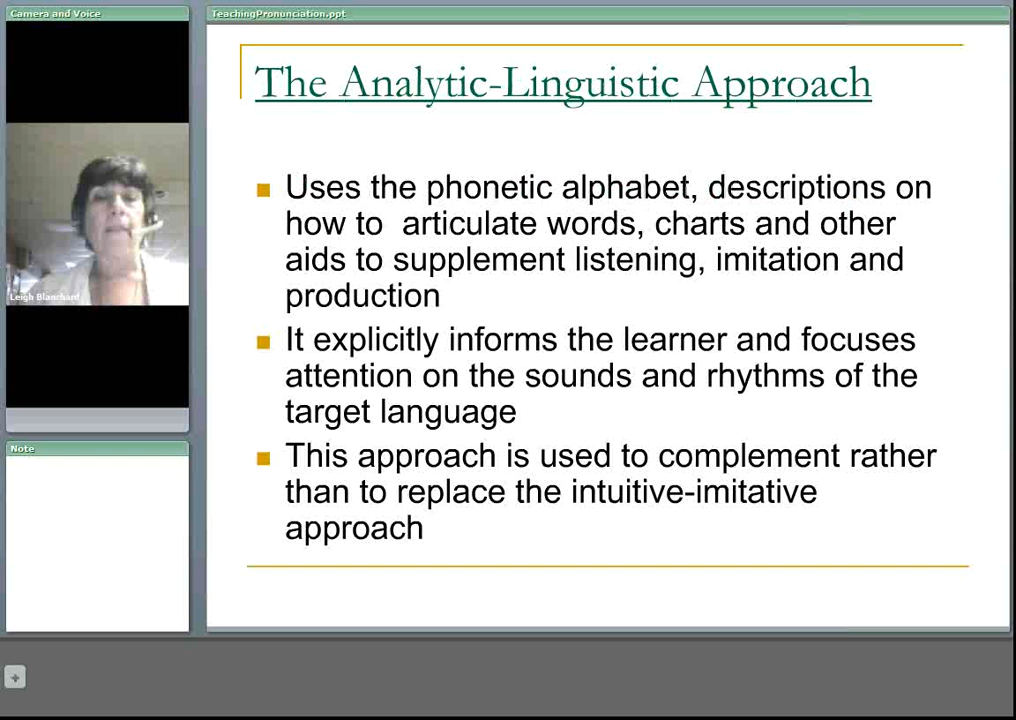 Camera and Voice
TeachingPronunciation.ppt
The Analytic-Linguistic Approach
Uses the phonetic alphabet, descriptions on
how to articulate words, charts and other
aids to supplement listening, imitation and
production
It explicitly informs the learner and focuses
attention on the sounds and rhythms of the
target language
This approach is used to complement rather
than to replace the intuitive-imitative
approach
Leigh Blanchard
Note